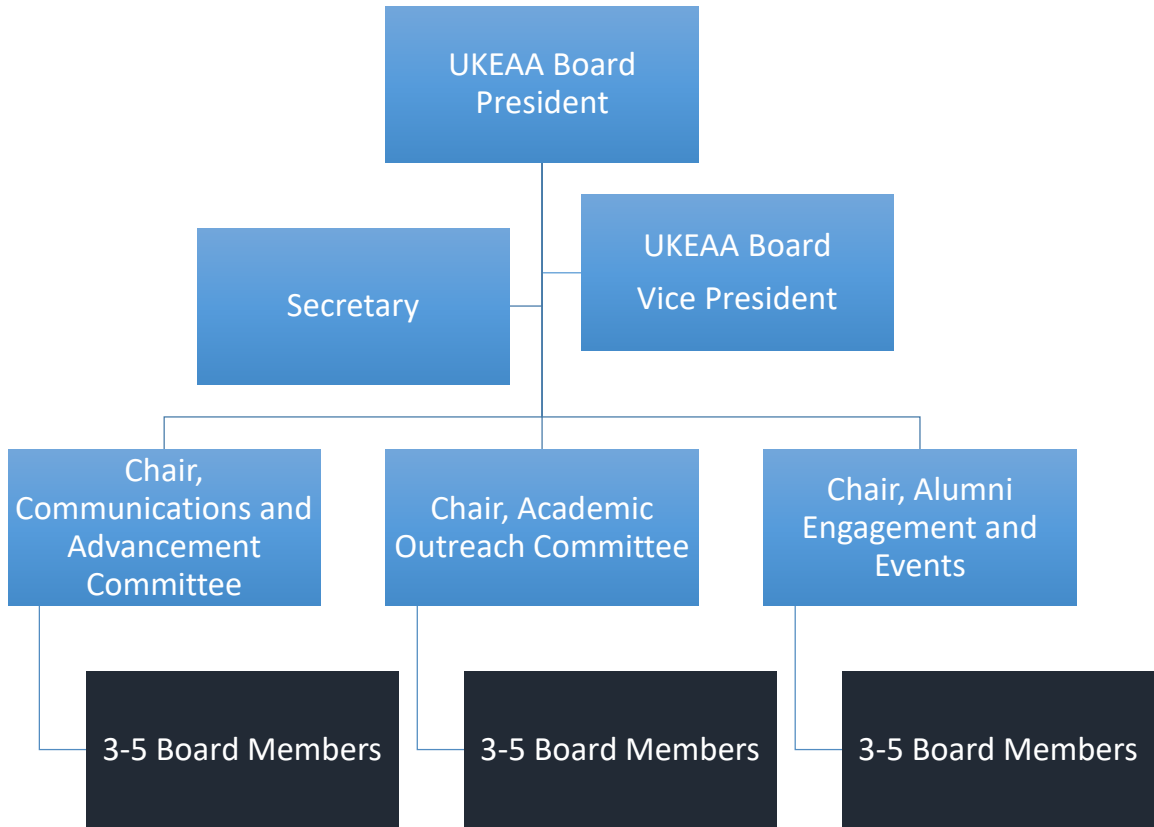 UKEAA Board
President
UKEAA Board
Vice President
Secretary
Chair,
Communications and
Advancement
Committee
Chair, Academic
Outreach Committee
Chair, Alumni
Engagement and
Events
3-5 Board Members
3-5 Board Members
3-5 Board Members